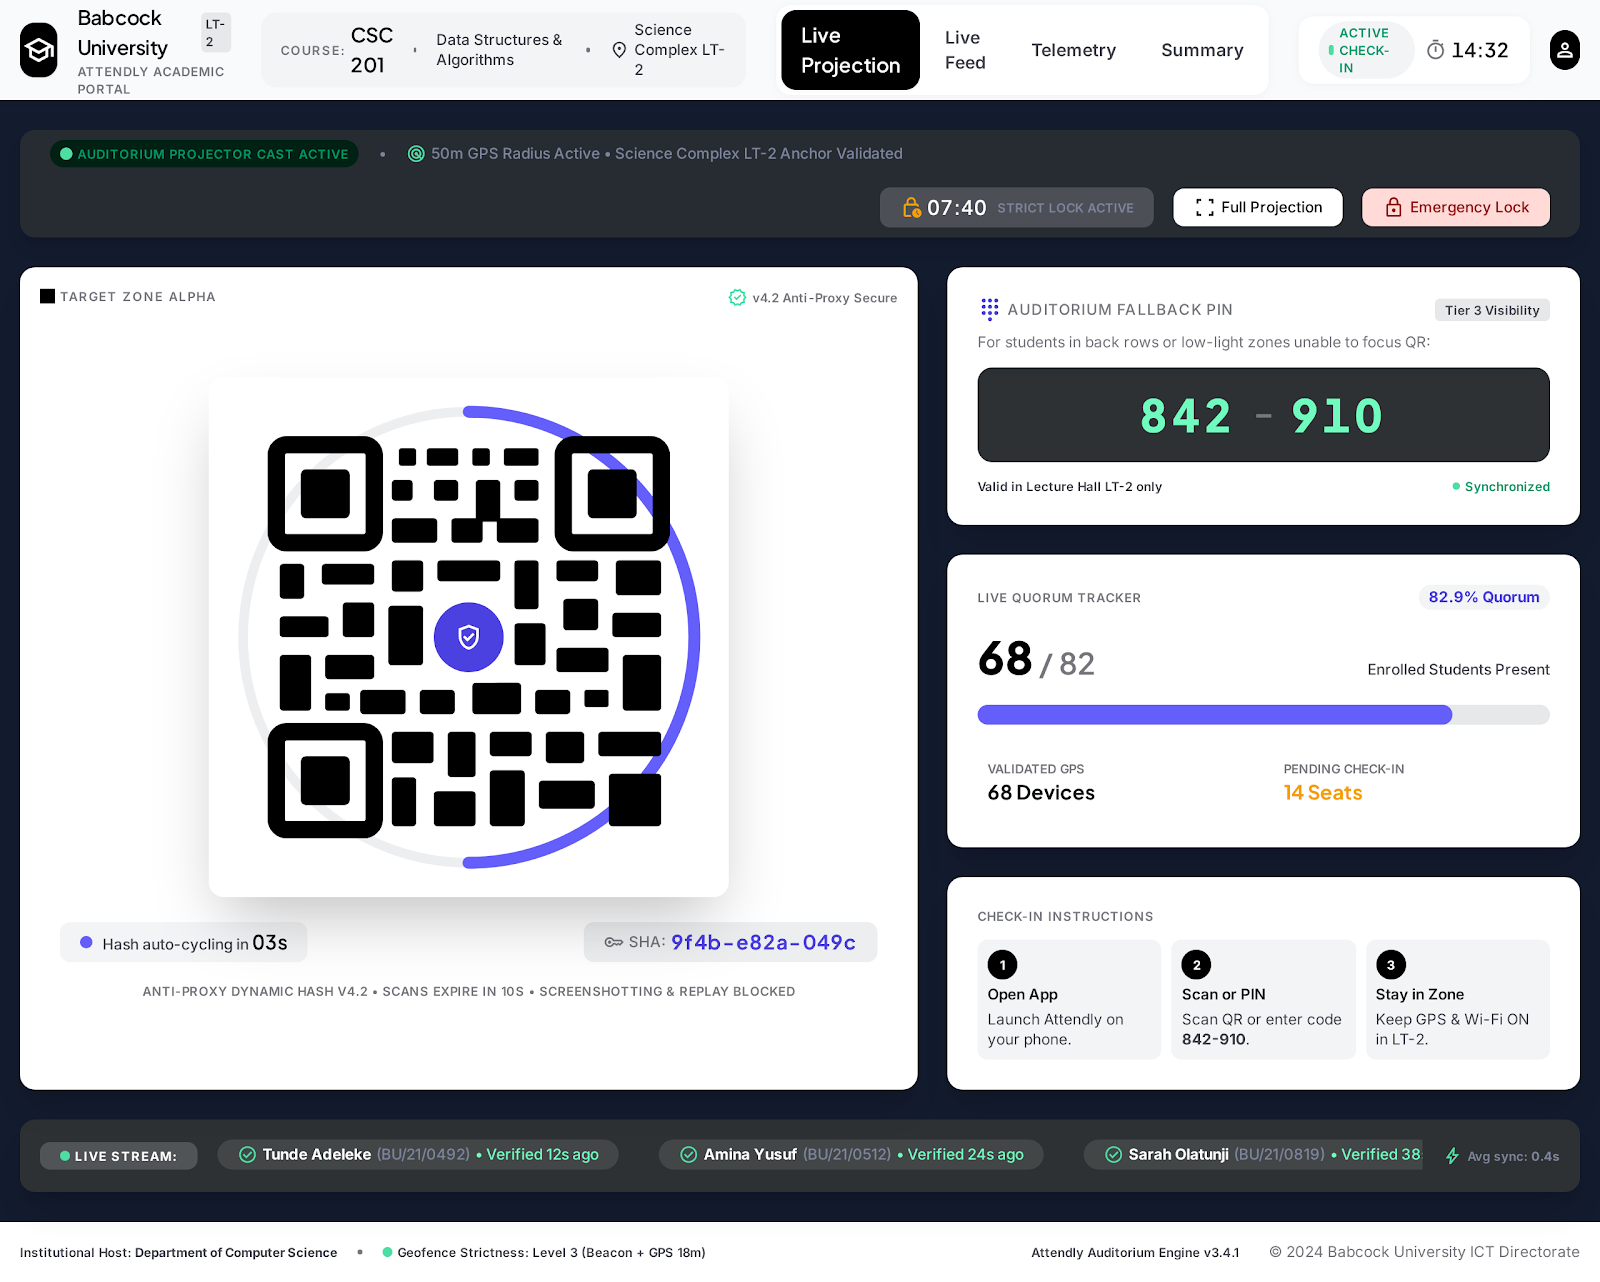 Babcock
University
LT-
2
ATTENDLY ACADEMIC
PORTAL
COURSE:
CSC
201
•
Data Structures &
Algorithms
•
Science
Complex LT-
2
Live
Projection
Live
Feed
Telemetry
Summary
ACTIVE
CHECK-
IN
14:32
AUDITORIUM PROJECTOR CAST ACTIVE
•
50m GPS Radius Active • Science Complex LT-2 Anchor Validated
07:40 STRICT LOCK ACTIVE
Full Projection
Emergency Lock
TARGET ZONE ALPHA
v4.2 Anti-Proxy Secure
Hash auto-cycling in 03s
SHA: 9f4b-e82a-049c
ANTI-PROXY DYNAMIC HASH V4.2 • SCANS EXPIRE IN 10S • SCREENSHOTTING & REPLAY BLOCKED
AUDITORIUM FALLBACK PIN
Tier 3 Visibility
For students in back rows or low-light zones unable to focus QR:
842 - 910
Valid in Lecture Hall LT-2 only
Synchronized
LIVE QUORUM TRACKER
82.9% Quorum
68 / 82
Enrolled Students Present
VALIDATED GPS
68 Devices
PENDING CHECK-IN
14 Seats
CHECK-IN INSTRUCTIONS
1
Open App
Launch Attendly on
your phone.
2
Scan or PIN
Scan QR or enter code
842-910.
3
Stay in Zone
Keep GPS & Wi-Fi ON
in LT-2.
LIVE STREAM:
Tunde Adeleke (BU/21/0492) • Verified 12s ago
Amina Yusuf (BU/21/0512) • Verified 24s ago
Sarah Olatunji (BU/21/0819) • Verified 38
Avg sync: 0.4s
Institutional Host: Department of Computer Science
•
Geofence Strictness: Level 3 (Beacon + GPS 18m)
Attendly Auditorium Engine v3.4.1
© 2024 Babcock University ICT Directorate